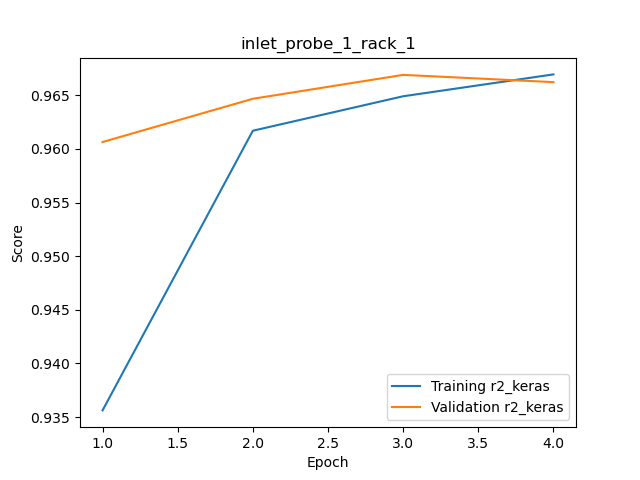 inlet_probe_1_rack_1
Score
0.965
0.960
0.955
0.950
0.945
0.940
0.935
1.0 1.5 2.0 2.5 3.0 3.5 4.0
Epoch
Training r2_keras
Validation r2_keras